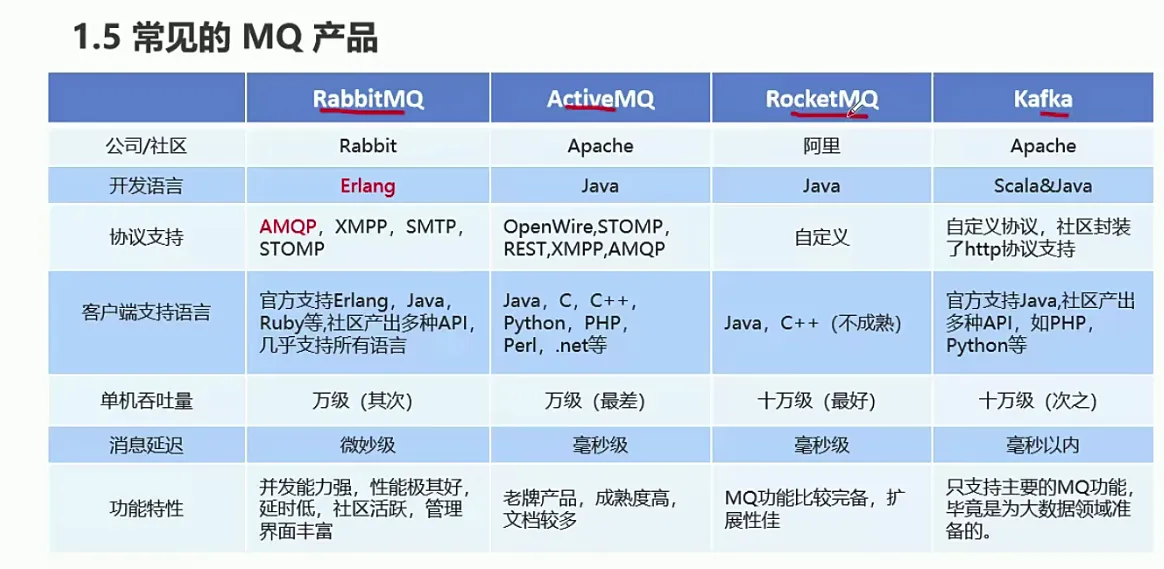 1.5 常见的 MQ 产品
RabbitMQ
ActiveMQ
RocketMQ
Kafka
公司/社区
Rabbit
Apache
阿里
Apache
开发语言
Erlang
Java
Java
Scala&Java
协议支持
AMQP，XMPP，SMTP，
STOMP
OpenWire,STOMP，
REST,XMPP,AMQP
自定义
自定义协议，社区封装
了http协议支持
客户端支持语言
官方支持Erlang，Java，
Ruby等,社区产出多种API，
几乎支持所有语言
Java，C，C++，
Python，PHP，
Perl，.net等
Java，C++（不成熟）
官方支持Java,社区产出
多种API，如PHP，
Python等
单机吞吐量
万级（其次）
万级（最差）
十万级（最好）
十万级（次之）
消息延迟
微妙级
毫秒级
毫秒级
毫秒以内
功能特性
并发能力强，性能极其好，
延时低，社区活跃，管理
界面丰富
老牌产品，成熟度高，
文档较多
MQ功能比较完备，扩
展性佳
只支持主要的MQ功能，
毕竟是为大数据领域准
备的。